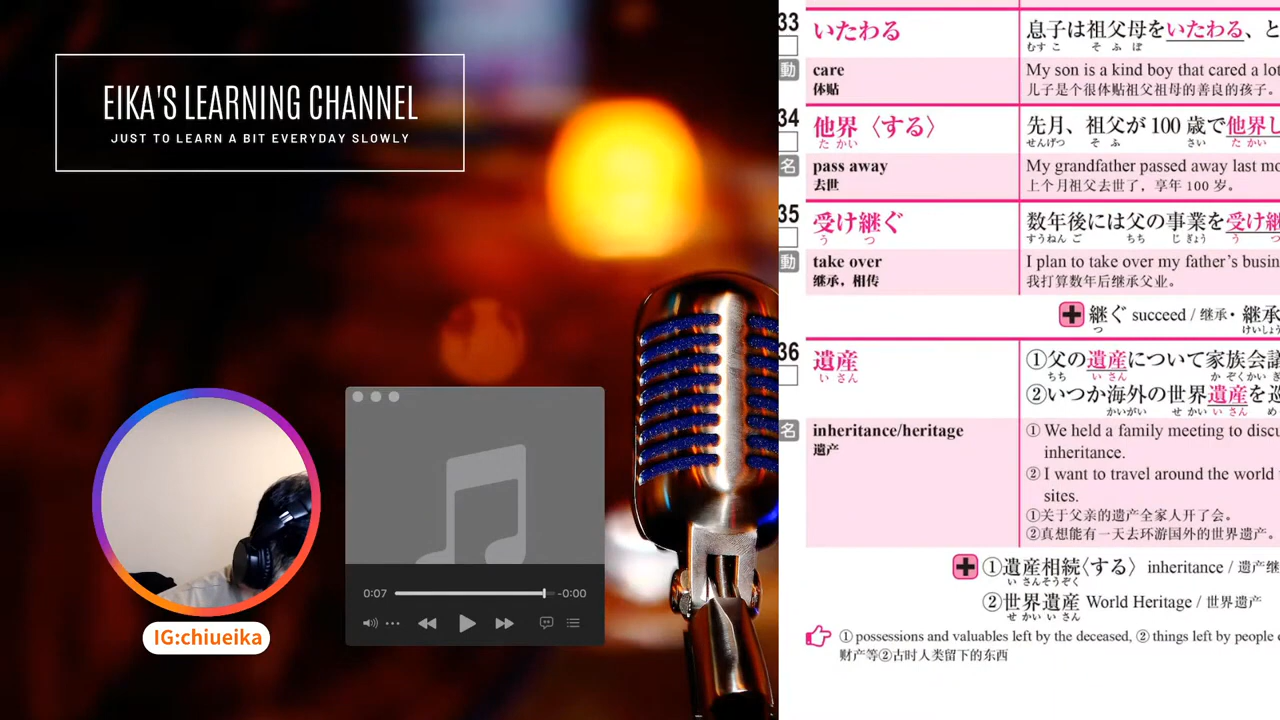 EIKA'S LEARNING CHANNEL
JUST TO LEARN A BIT EVERYDAY SLOWLY
0:07
-0:00
IG:chiueika
33
いたわる
息子は祖父母をいたわる、と
むすこ そふぼ
動
care
My son is a kind boy that cared a lot
体贴
儿子是个很体贴祖父祖母的善良的孩子。
34
他界〈する〉
たかい
先月、祖父が100歳で他界し
せんげつ そふ さい たかい
名
pass away
My grandfather passed away last mo
去世
上个月祖父去世了，享年 100 岁。
35
受け継ぐ
う つ
数年後には父の事業を受け継
すうねんご ちち じぎょう う つ
動
take over
I plan to take over my father's busin
继承，相传
我打算数年后继承父业。
継ぐ succeed / 继承・継承
つ けいしょう
36
遺産
いさん
①父の遺産について家族会議
ちち いさん かぞくかいぎ
②いつか海外の世界遺産を巡
かいがい せかいいさん め
名
inheritance/heritage
遗产
① We held a family meeting to discu
inheritance.
② I want to travel around the world
sites.
①关于父亲的遗产全家人开了会。
②真想能有一天去环游国外的世界遗产。
①遺産相続〈する〉 inheritance / 遗产继
いさんそうぞく
②世界遺産 World Heritage / 世界遗产
せかいいさん
① possessions and valuables left by the deceased, ② things left by people
财产等②古时人类留下的东西